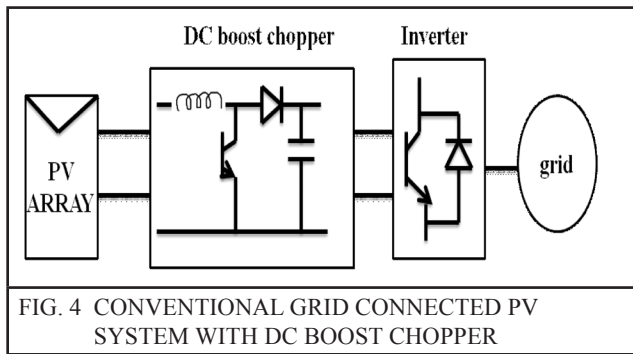 DC boost chopper
Inverter
PV
ARRAY
grid
FIG. 4 CONVENTIONAL GRID CONNECTED PV
SYSTEM WITH DC BOOST CHOPPER